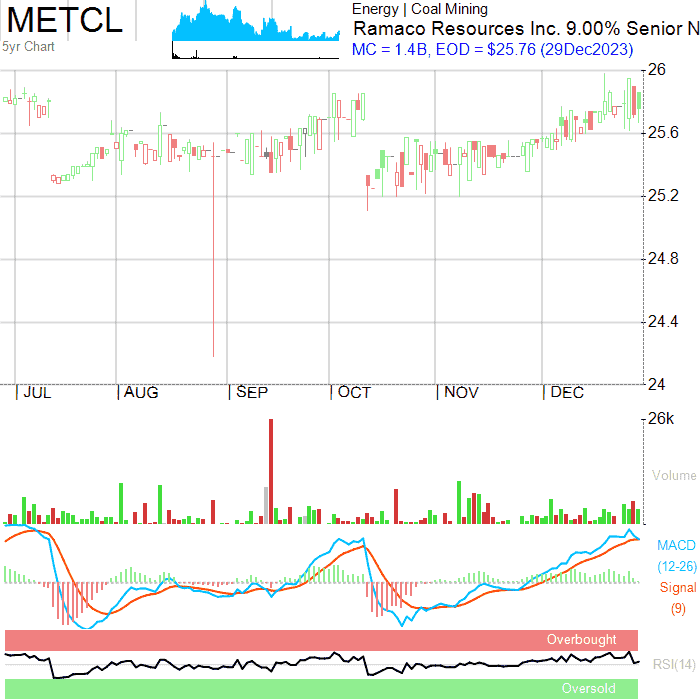 METCL
5yr Chart
Energy | Coal Mining
Ramaco Resources Inc. 9.00% Senior N
MC = 1.4B, EOD = $25.76 (29Dec2023)
26
25.6
25.2
24.8
24.4
24
| JUL | AUG | SEP | OCT | NOV | DEC
26k
Volume
MACD
(12-26)
Signal
(9)
Overbought
RSI(14)
Oversold